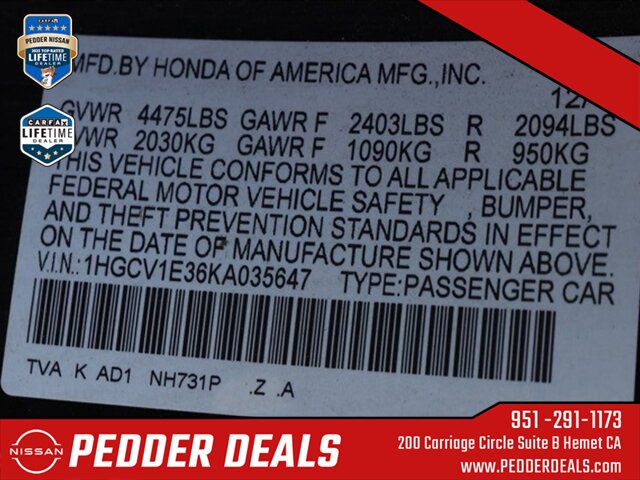 CARFAX
PEDDER NISSAN
2023 TOP-RATED
LIFETIME
DEALER
CARFAX
LIFETIME
DEALER
MFD.BY HONDA OF AMERICA MFG.,INC.
12/
GVWR 4475LBS GAWR F 2403LBS R 2094LBS
GVWR 2030KG GAWR F 1090KG R 950KG
THIS VEHICLE CONFORMS TO ALL APPLICABLE
FEDERAL MOTOR VEHICLE SAFETY , BUMPER,
AND THEFT PREVENTION STANDARDS IN EFFECT
ON THE DATE OF MANUFACTURE SHOWN ABOVE.
V.I.N.:1HGCV1E36KA035647 TYPE:PASSENGER CAR
TVA K AD1 NH731P .Z .A
NISSAN
PEDDER DEALS
951 -291-1173
200 Carriage Circle Suite B Hemet CA
www.PEDDERDEALS.com